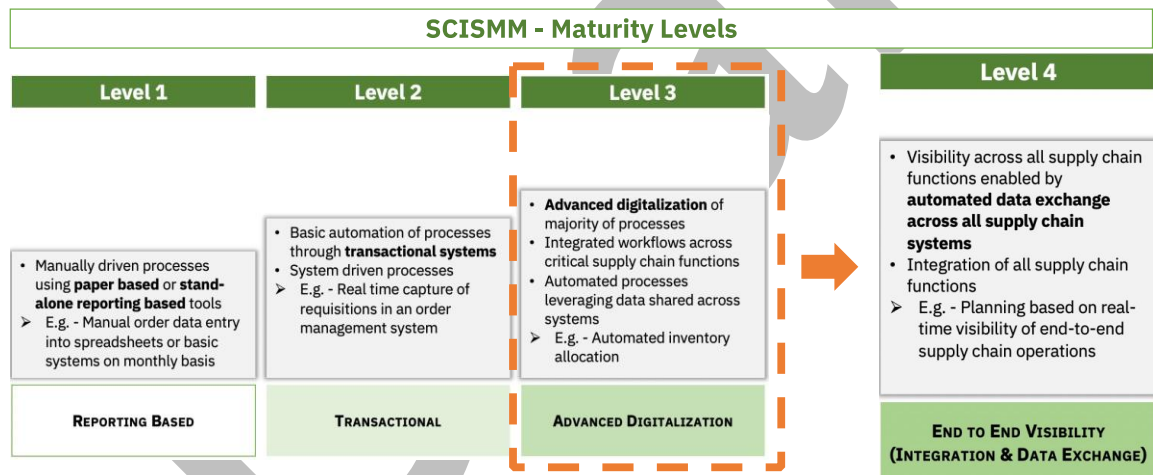 SCISMM - Maturity Levels
Level 1
• Manually driven processes
using paper based or stand-
alone reporting based tools
➢ E.g. - Manual order data entry
into spreadsheets or basic
systems on monthly basis
REPORTING BASED
Level 2
• Basic automation of processes
through transactional systems
• System driven processes
➢ E.g. - Real time capture of
requisitions in an order
management system
TRANSACTIONAL
Level 3
• Advanced digitalization of
majority of processes
• Integrated workflows across
critical supply chain functions
• Automated processes
leveraging data shared across
systems
➢ E.g. - Automated inventory
allocation
ADVANCED DIGITALIZATION
Level 4
• Visibility across all supply chain
functions enabled by
automated data exchange
across all supply chain
systems
• Integration of all supply chain
functions
➢ E.g. - Planning based on real-
time visibility of end-to-end
supply chain operations
END TO END VISIBILITY
(INTEGRATION & DATA EXCHANGE)